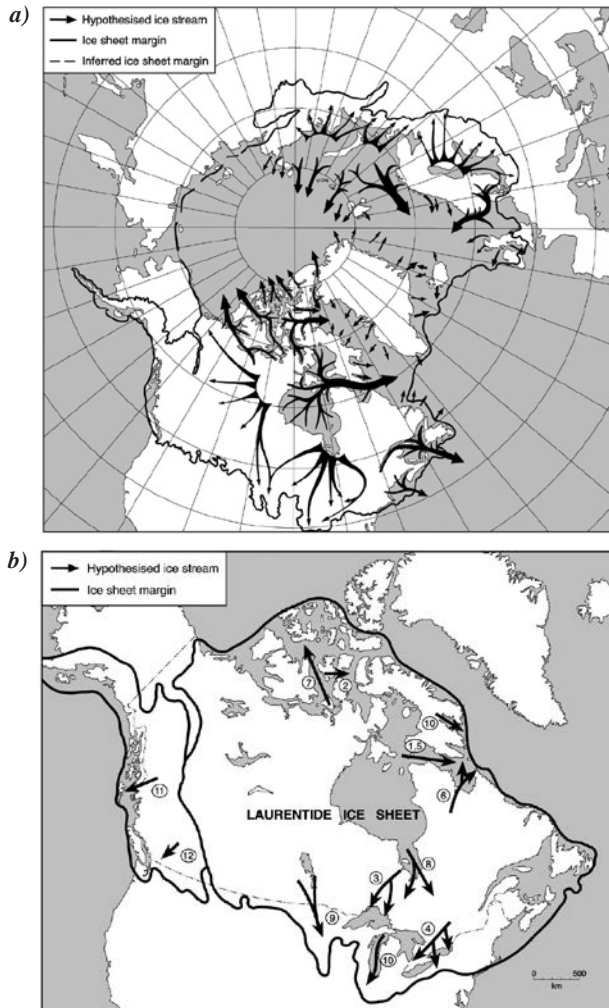 a)
Hypothesised ice stream
Ice sheet margin
Inferred ice sheet margin
b)
Hypothesised ice stream
Ice sheet margin
7
2
10
1,5
6
11
LAURENTIDE ICE SHEET
12
3
8
9
4
10
0 500
km